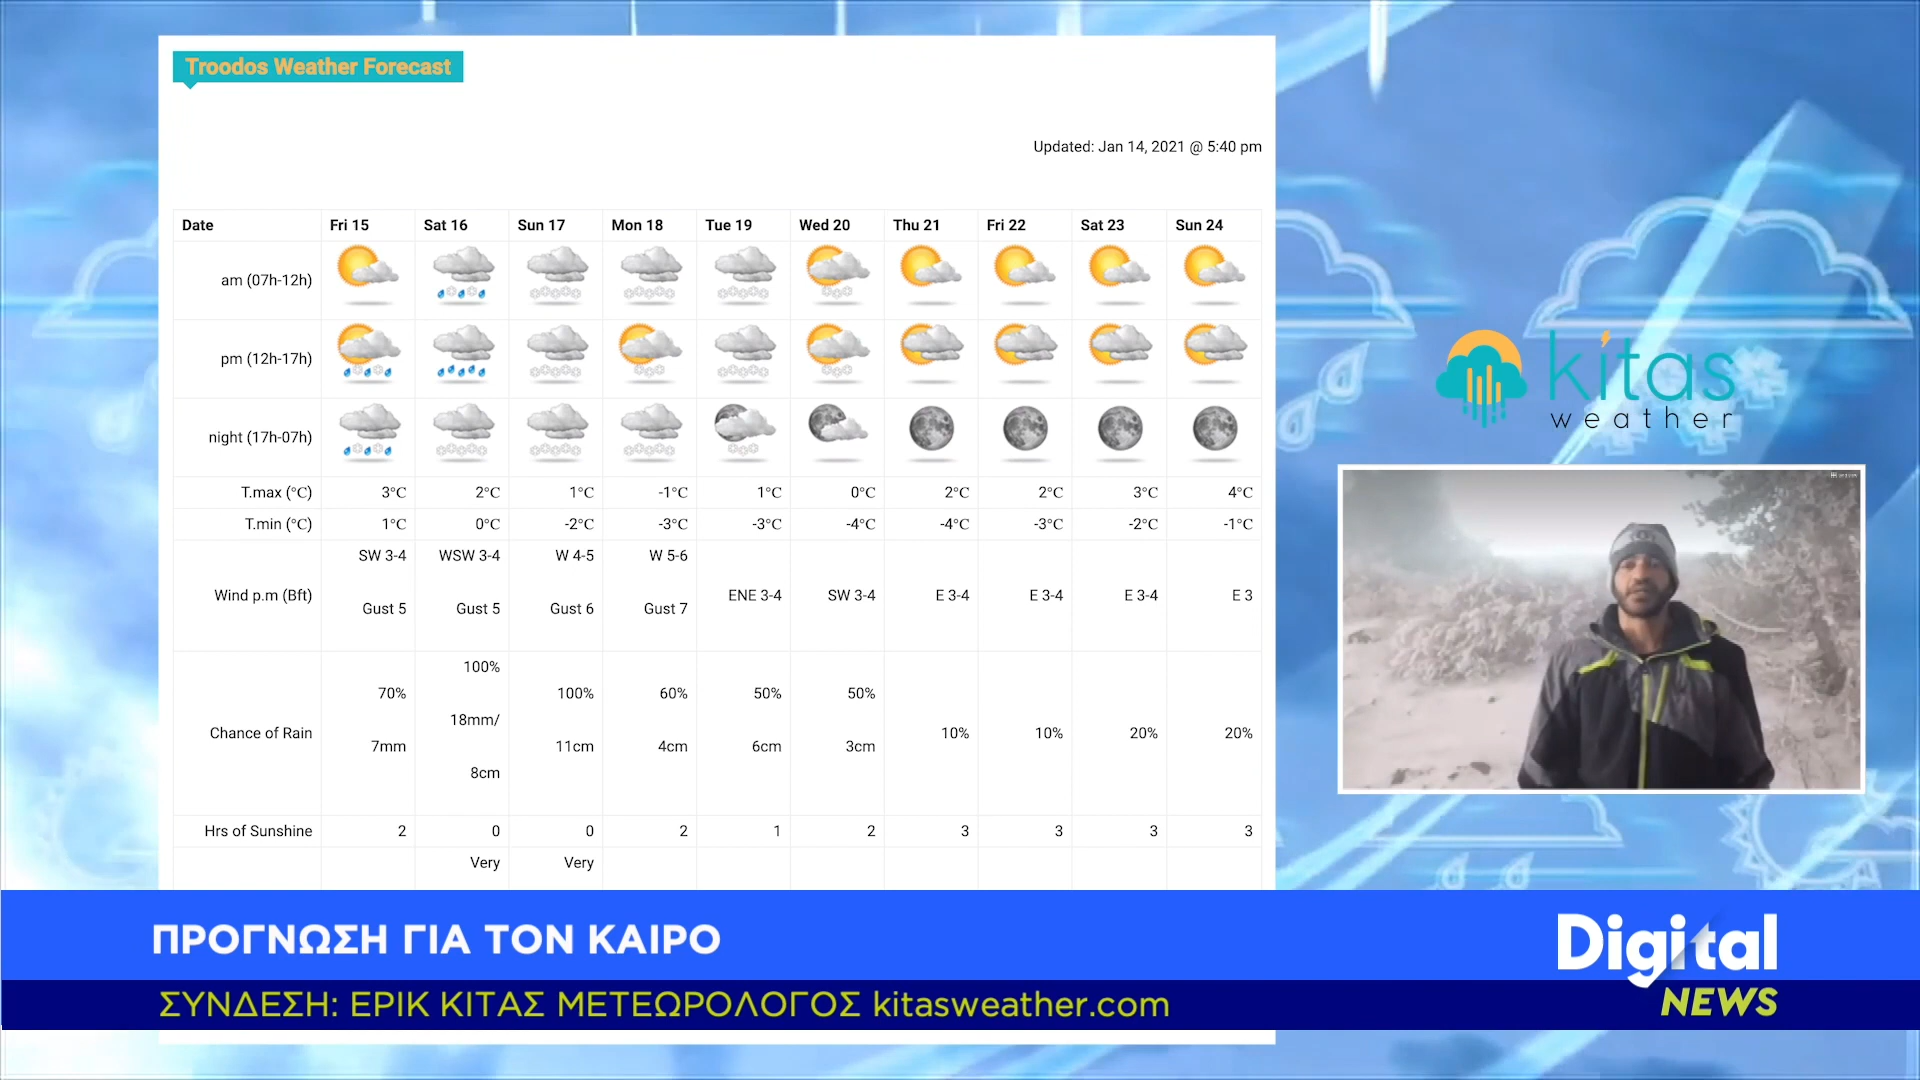 Troodos Weather Forecast
Updated: Jan 14, 2021 @ 5:40 pm
Date Fri 15 Sat 16 Sun 17 Mon 18 Tue 19 Wed 20 Thu 21 Fri 22 Sat 23 Sun 24
am (07h-12h)
pm (12h-17h)
night (17h-07h)
T.max (°C) 3°C 2°C 1°C -1°C 1°C 0°C 2°C 2°C 3°C 4°C
T.min (°C) 1°C 0°C -2°C -3°C -3°C -4°C -4°C -3°C -2°C -1°C
SW 3-4 WSW 3-4 W 4-5 W 5-6
Wind p.m (Bft) ENE 3-4 SW 3-4 E 3-4 E 3-4 E 3-4 E 3
Gust 5 Gust 5 Gust 6 Gust 7
100%
70% 100% 60% 50% 50%
18mm/
Chance of Rain 10% 10% 20% 20%
7mm 11cm 4cm 6cm 3cm
8cm
Hrs of Sunshine 2 0 0 2 1 2 3 3 3 3
Very Very
kitas
weather
ΠΡΟΓΝΩΣΗ ΓΙΑ ΤΟΝ ΚΑΙΡΟ
ΣΥΝΔΕΣΗ: ΕΡΙΚ ΚΙΤΑΣ ΜΕΤΕΩΡΟΛΟΓΟΣ kitasweather.com
Digital
NEWS